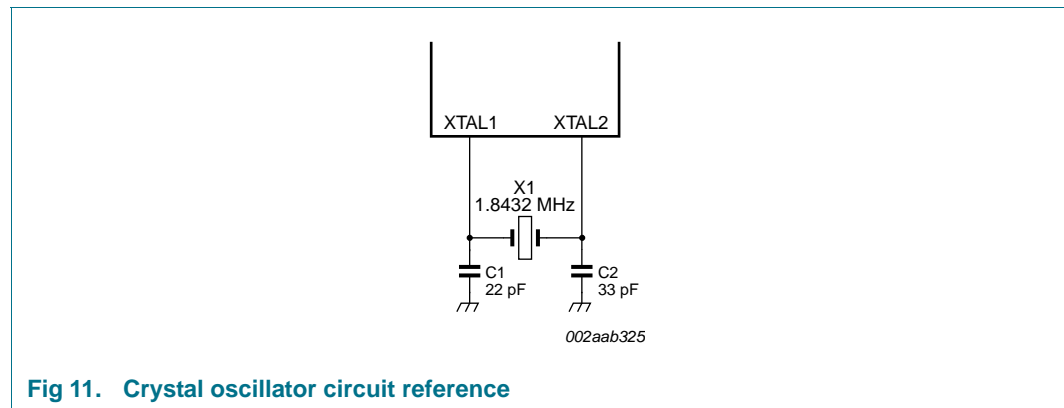 XTAL1 XTAL2
X1
1.8432 MHz
C1
22 pF
C2
33 pF
002aab325
Fig 11. Crystal oscillator circuit reference